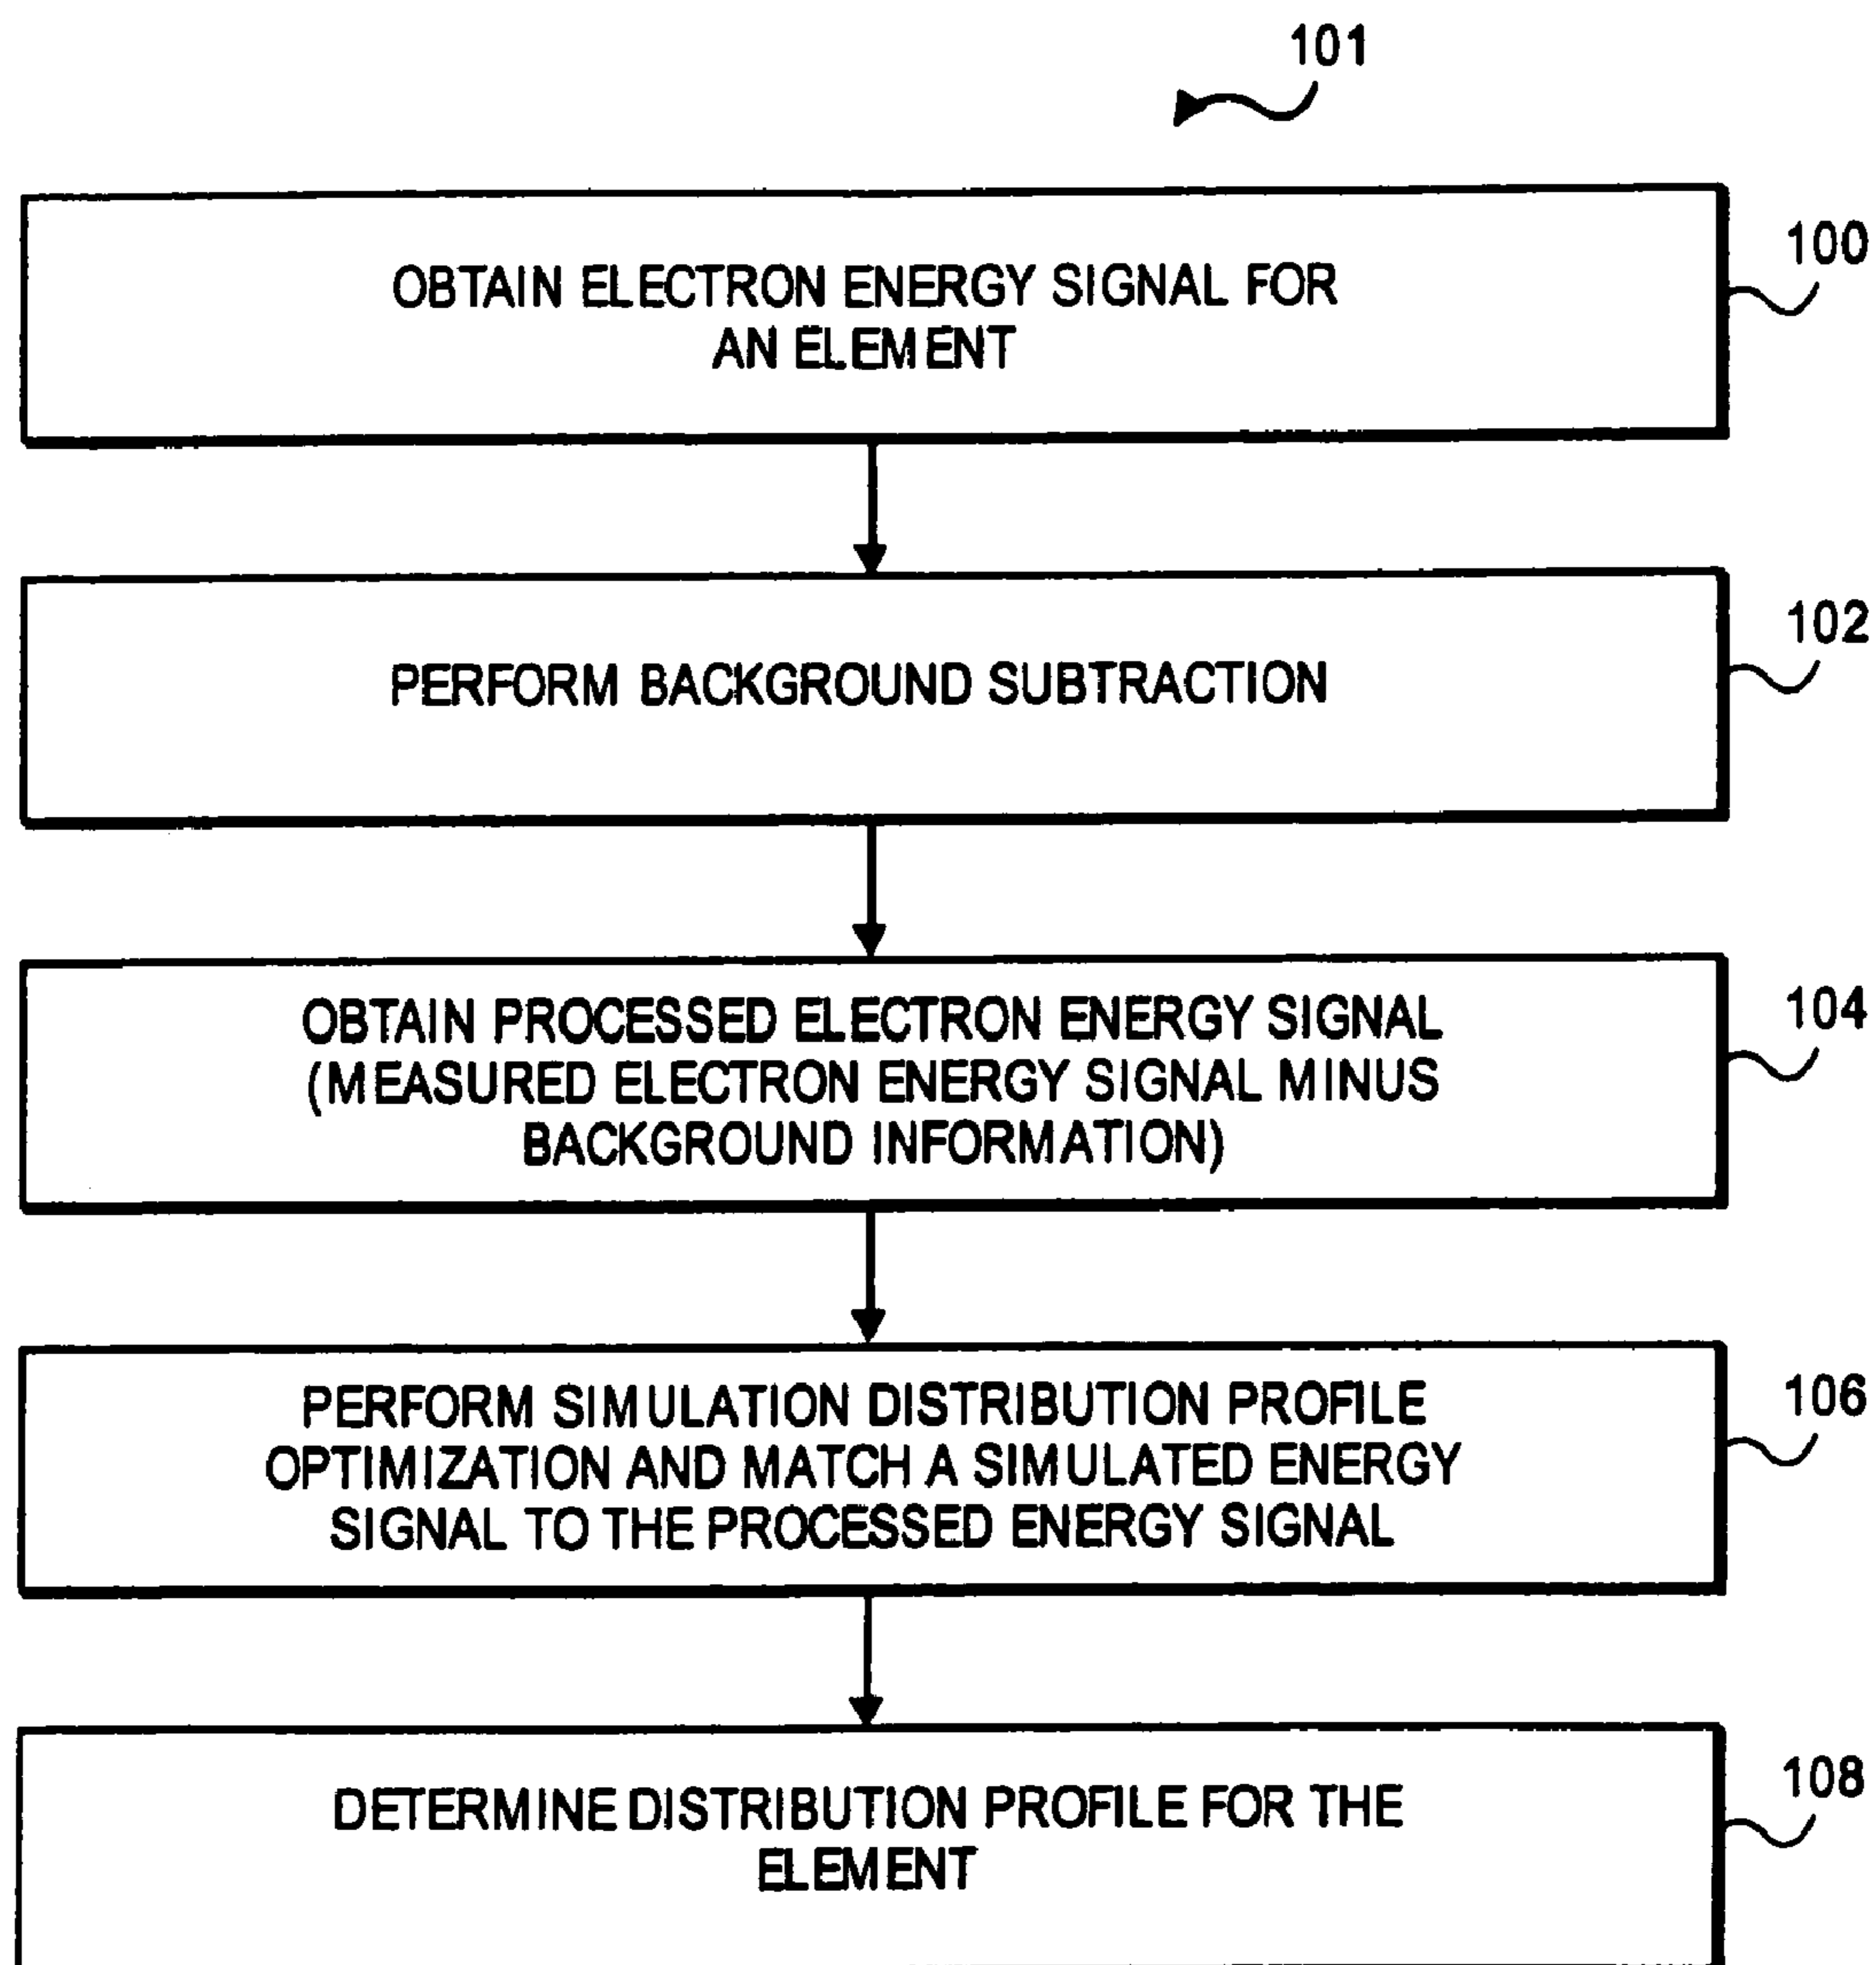 101
OBTAIN ELECTRON ENERGY SIGNAL FOR
AN ELEMENT
100
PERFORM BACKGROUND SUBTRACTION
102
OBTAIN PROCESSED ELECTRON ENERGY SIGNAL
(MEASURED ELECTRON ENERGY SIGNAL MINUS
BACKGROUND INFORMATION)
104
PERFORM SIMULATION DISTRIBUTION PROFILE
OPTIMIZATION AND MATCH A SIMULATED ENERGY
SIGNAL TO THE PROCESSED ENERGY SIGNAL
106
DETERMINE DISTRIBUTION PROFILE FOR THE
ELEMENT
108